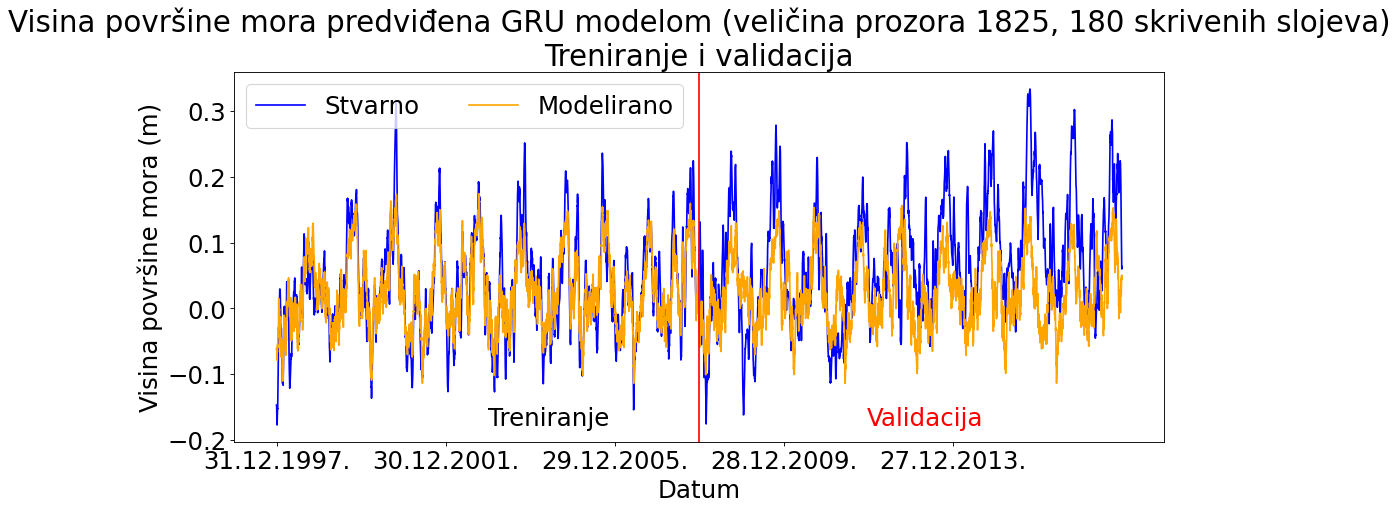 Visina površine mora predviđena GRU modelom (veličina prozora 1825, 180 skrivenih slojeva)
Treniranje i validacija
Stvarno Modelirano
Visina površine mora (m)
0.3
0.2
0.1
0.0
−0.1
−0.2
Treniranje Validacija
31.12.1997. 30.12.2001. 29.12.2005. 28.12.2009. 27.12.2013.
Datum